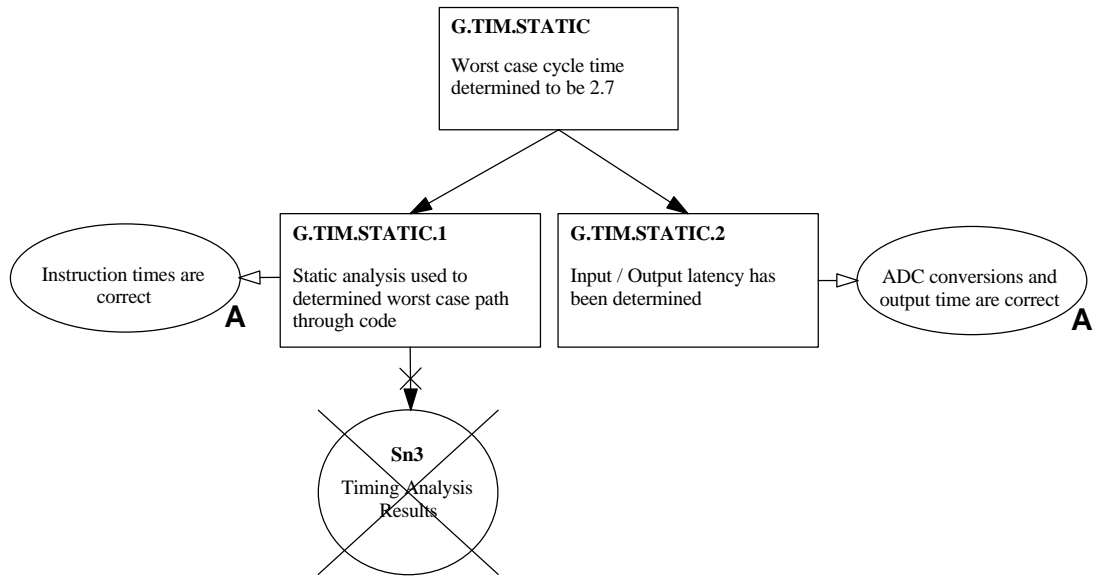 G.TIM.STATIC
Worst case cycle time
determined to be 2.7
G.TIM.STATIC.1
Static analysis used to
determined worst case path
through code
G.TIM.STATIC.2
Input / Output latency has
been determined
Instruction times are
correct
A
ADC conversions and
output time are correct
A
Sn3
Timing Analysis
Results